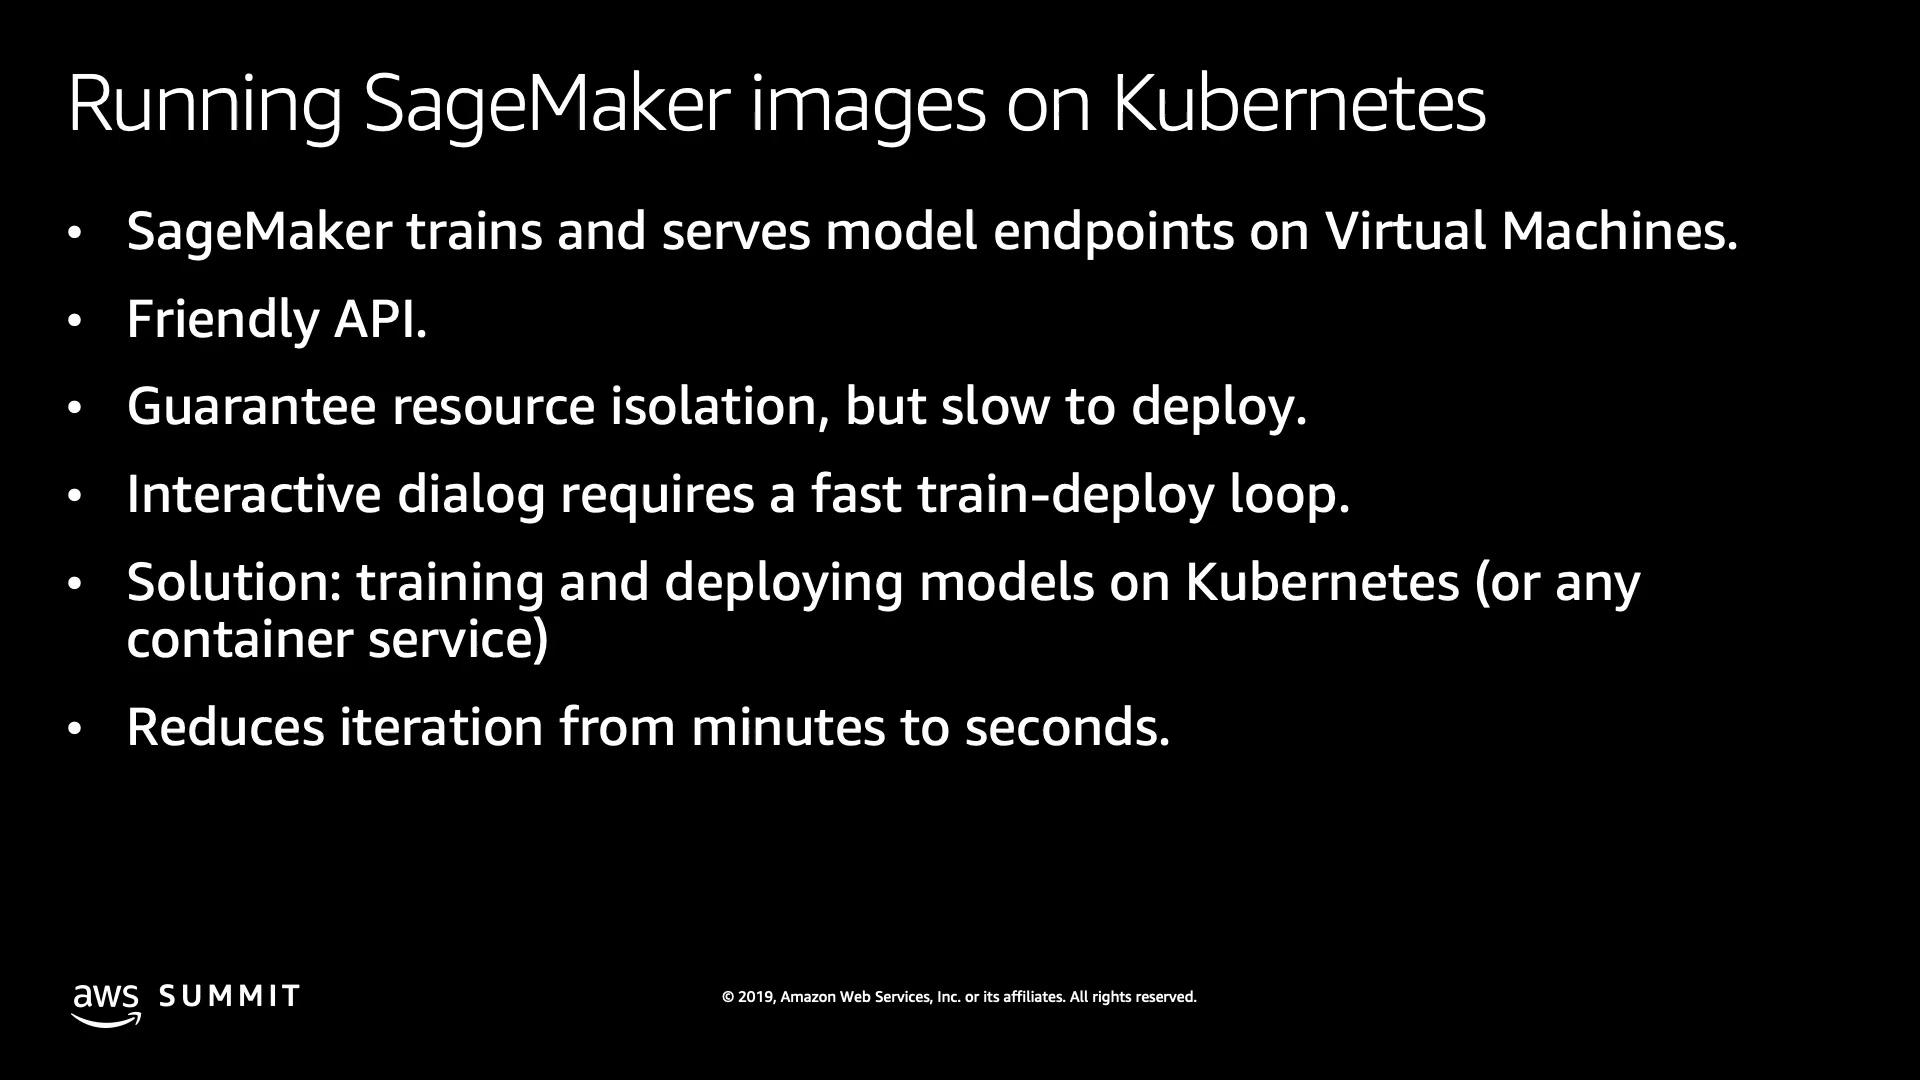 Running SageMaker images on Kubernetes
• SageMaker trains and serves model endpoints on Virtual Machines.
• Friendly API.
• Guarantee resource isolation, but slow to deploy.
• Interactive dialog requires a fast train-deploy loop.
• Solution: training and deploying models on Kubernetes (or any
container service)
• Reduces iteration from minutes to seconds.
aws SUMMIT
© 2019, Amazon Web Services, Inc. or its affiliates. All rights reserved.